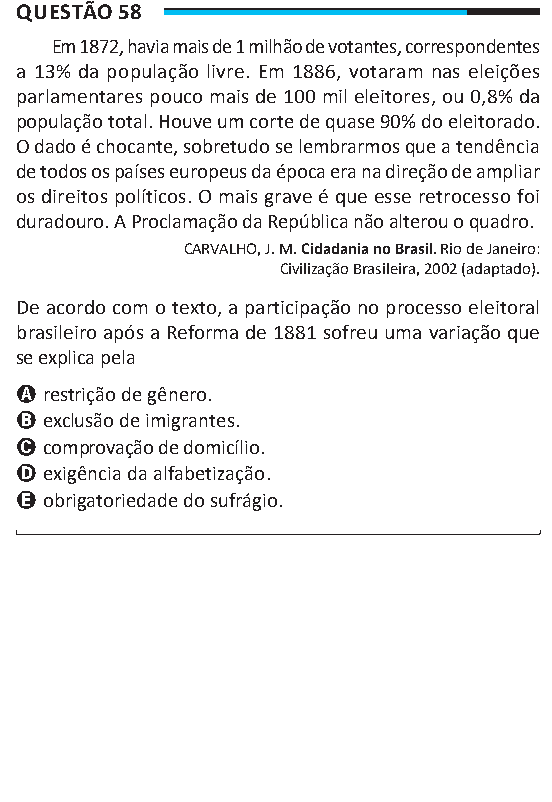 QUESTÃO 58
Em 1872, havia mais de 1 milhão de votantes, correspondentes
a 13% da população livre. Em 1886, votaram nas eleições
parlamentares pouco mais de 100 mil eleitores, ou 0,8% da
população total. Houve um corte de quase 90% do eleitorado.
O dado é chocante, sobretudo se lembrarmos que a tendência
de todos os países europeus da época era na direção de ampliar
os direitos políticos. O mais grave é que esse retrocesso foi
duradouro. A Proclamação da República não alterou o quadro.
CARVALHO, J. M. Cidadania no Brasil. Rio de Janeiro:
Civilização Brasileira, 2002 (adaptado).
De acordo com o texto, a participação no processo eleitoral
brasileiro após a Reforma de 1881 sofreu uma variação que
se explica pela
A restrição de gênero.
B exclusão de imigrantes.
C comprovação de domicílio.
D exigência da alfabetização.
E obrigatoriedade do sufrágio.